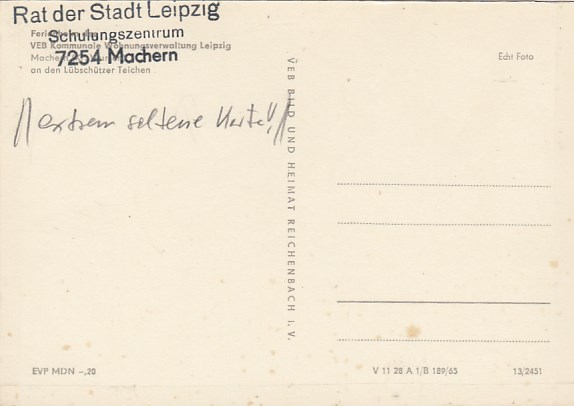 Rat der Stadt Leipzig
Schulungszentrum
7254 Machern
VEB Kommunale Wohnungsverwaltung Leipzig
an den Lübschützer Teichen
Echt Foto
extrem seltene Karte!!
VEB BILD UND HEIMAT REICHENBACH I. V.
EVP MDN –,20
V 11 28 A 1/B 189/65
13/2451